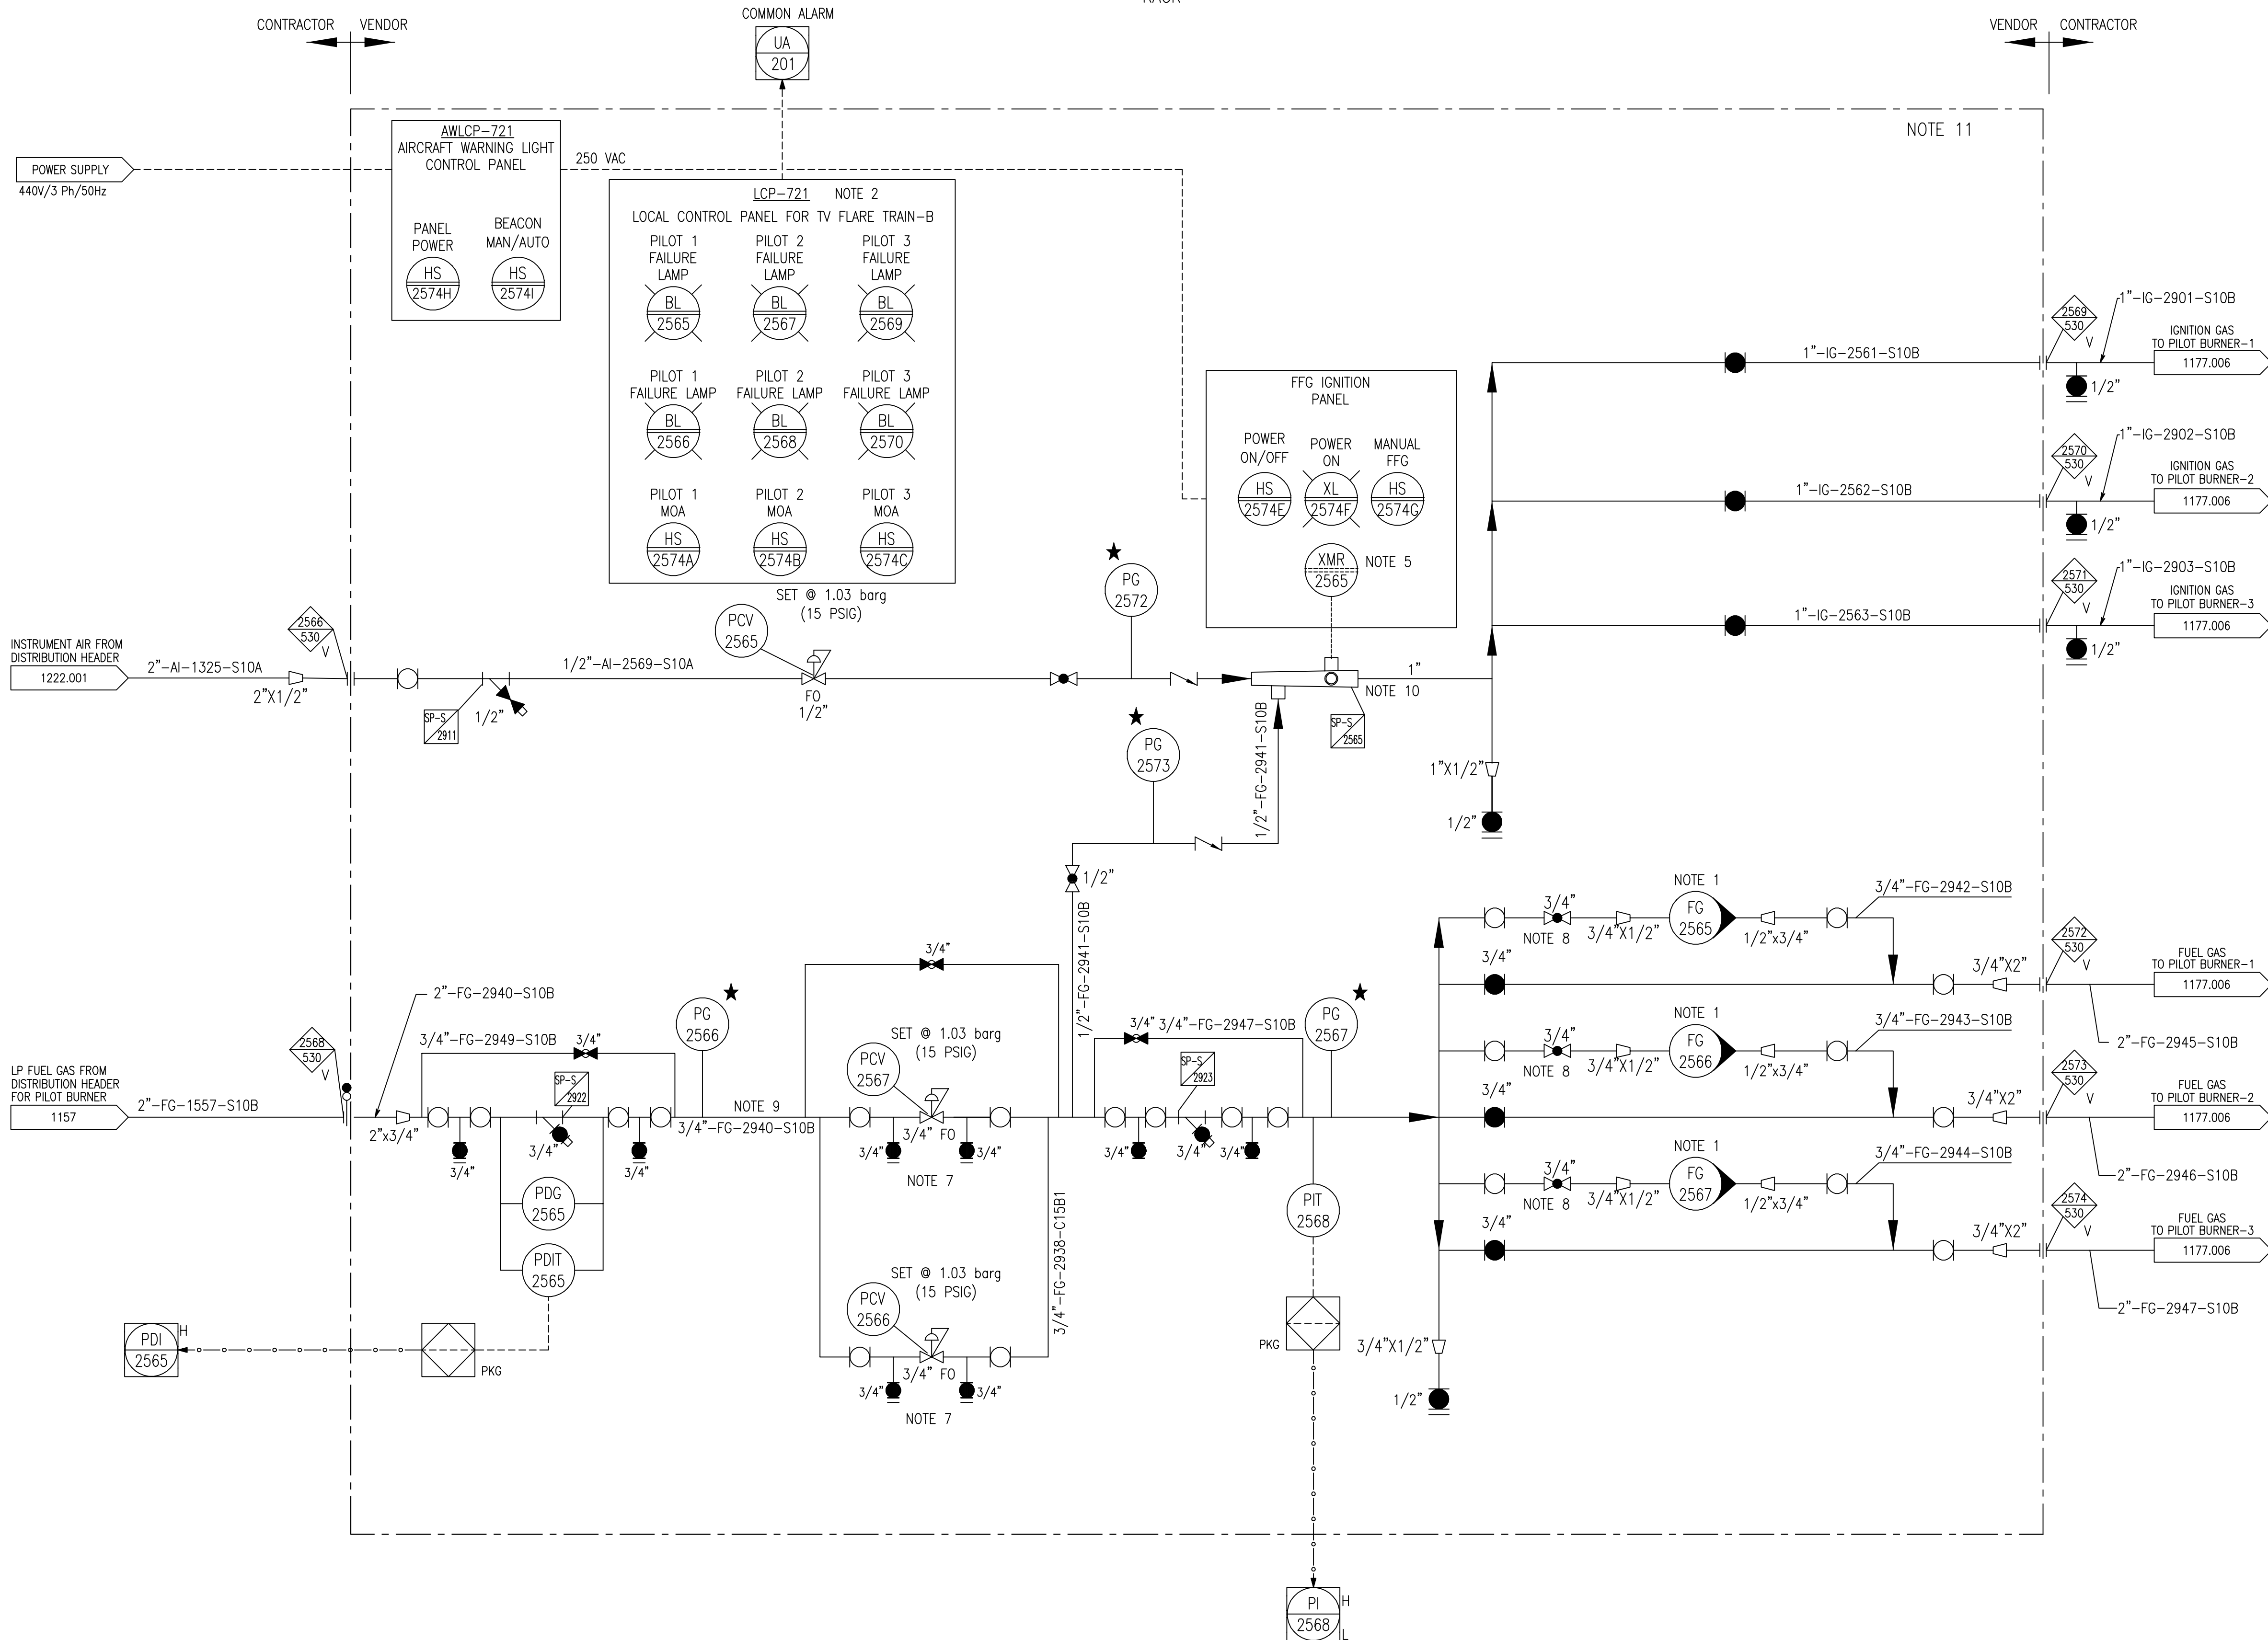 COMMON ALARM
UA
201
CONTRACTOR
VENDOR
VENDOR
CONTRACTOR
NOTE 11
POWER SUPPLY
440V/3 Ph/50Hz
AWLCP-721
AIRCRAFT WARNING LIGHT
CONTROL PANEL
PANEL
POWER
HS
2574H
BEACON
MAN/AUTO
HS
2574I
250 VAC
LCP-721
NOTE 2
LOCAL CONTROL PANEL FOR TV FLARE TRAIN-B
PILOT 1
FAILURE
LAMP
BL
2565
PILOT 2
FAILURE
LAMP
BL
2567
PILOT 3
FAILURE
LAMP
BL
2569
PILOT 1
FAILURE LAMP
BL
2566
PILOT 2
FAILURE LAMP
BL
2568
PILOT 3
FAILURE LAMP
BL
2570
PILOT 1
MOA
HS
2574A
PILOT 2
MOA
HS
2574B
PILOT 3
MOA
HS
2574C
FFG IGNITION
PANEL
POWER
ON/OFF
HS
2574E
POWER
ON
XL
2574F
MANUAL
FFG
HS
2574G
XMR
2565
NOTE 5
1"-IG-2561-S10B
2569
530
V
1"-IG-2901-S10B
1/2"
IGNITION GAS
TO PILOT BURNER-1
1177.006
1"-IG-2562-S10B
2570
530
V
1"-IG-2902-S10B
1/2"
IGNITION GAS
TO PILOT BURNER-2
1177.006
1"-IG-2563-S10B
2571
530
V
1"-IG-2903-S10B
1/2"
IGNITION GAS
TO PILOT BURNER-3
1177.006
INSTRUMENT AIR FROM
DISTRIBUTION HEADER
1222.001
2"-AI-1325-S10A
2"X1/2"
2566
530
V
SP-S
2911
1/2"
1/2"-AI-2569-S10A
PCV
2565
SET @ 1.03 barg
(15 PSIG)
FO
1/2"
PG
2572
1"
NOTE 10
SP-S
2565
1"X1/2"
1/2"
PG
2573
1/2"-FG-2941-S10B
1/2"
1/2"-FG-2941-S10B
LP FUEL GAS FROM
DISTRIBUTION HEADER
FOR PILOT BURNER
1157
2"-FG-1557-S10B
2568
530
V
2"-FG-2940-S10B
2"x3/4"
3/4"-FG-2949-S10B
3/4"
SP-S
2922
3/4"
3/4"
3/4"
PDG
2565
PDIT
2565
PKG
PDI
2565
H
PG
2566
NOTE 9
3/4"-FG-2940-S10B
3/4"
SET @ 1.03 barg
(15 PSIG)
PCV
2567
3/4" FO
3/4"
3/4"
NOTE 7
SET @ 1.03 barg
(15 PSIG)
PCV
2566
3/4" FO
3/4"
3/4"
NOTE 7
3/4"-FG-2938-C15B1
3/4"
3/4"-FG-2947-S10B
SP-S
2923
3/4"
3/4"
3/4"
PG
2567
PIT
2568
PKG
PI
2568
H
L
3/4"X1/2"
1/2"
NOTE 1
3/4"
NOTE 8
3/4"X1/2"
FG
2565
1/2"x3/4"
3/4"-FG-2942-S10B
3/4"
3/4"X2"
2572
530
V
2"-FG-2945-S10B
FUEL GAS
TO PILOT BURNER-1
1177.006
NOTE 1
3/4"
NOTE 8
3/4"X1/2"
FG
2566
1/2"x3/4"
3/4"-FG-2943-S10B
3/4"
3/4"X2"
2573
530
V
2"-FG-2946-S10B
FUEL GAS
TO PILOT BURNER-2
1177.006
NOTE 1
3/4"
NOTE 8
3/4"X1/2"
FG
2567
1/2"x3/4"
3/4"-FG-2944-S10B
3/4"
3/4"X2"
2574
530
V
2"-FG-2947-S10B
FUEL GAS
TO PILOT BURNER-3
1177.006